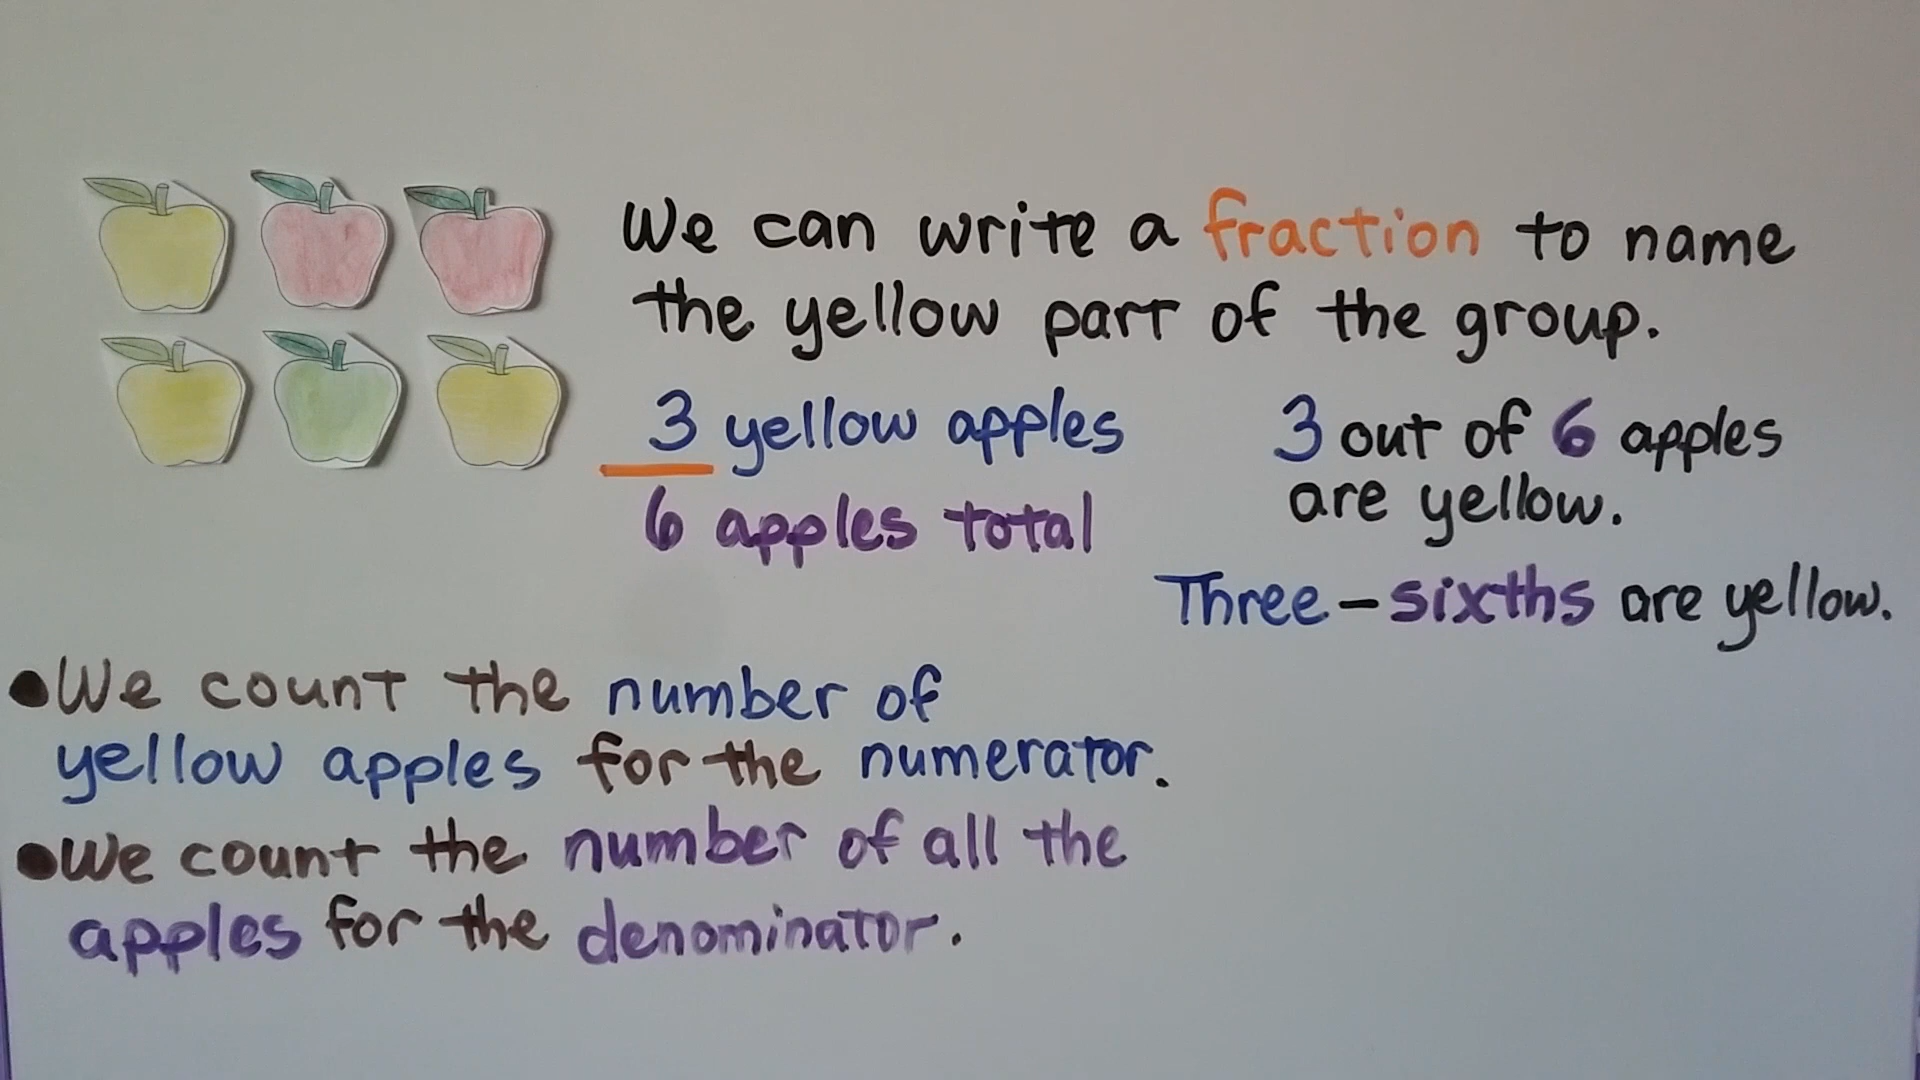 We can write a fraction to name
the yellow part of the group.
3 yellow apples
6 apples total
3 out of 6 apples
are yellow.
Three-sixths are yellow.
•We count the number of
yellow apples for the numerator.
•We count the number of all the
apples for the denominator.